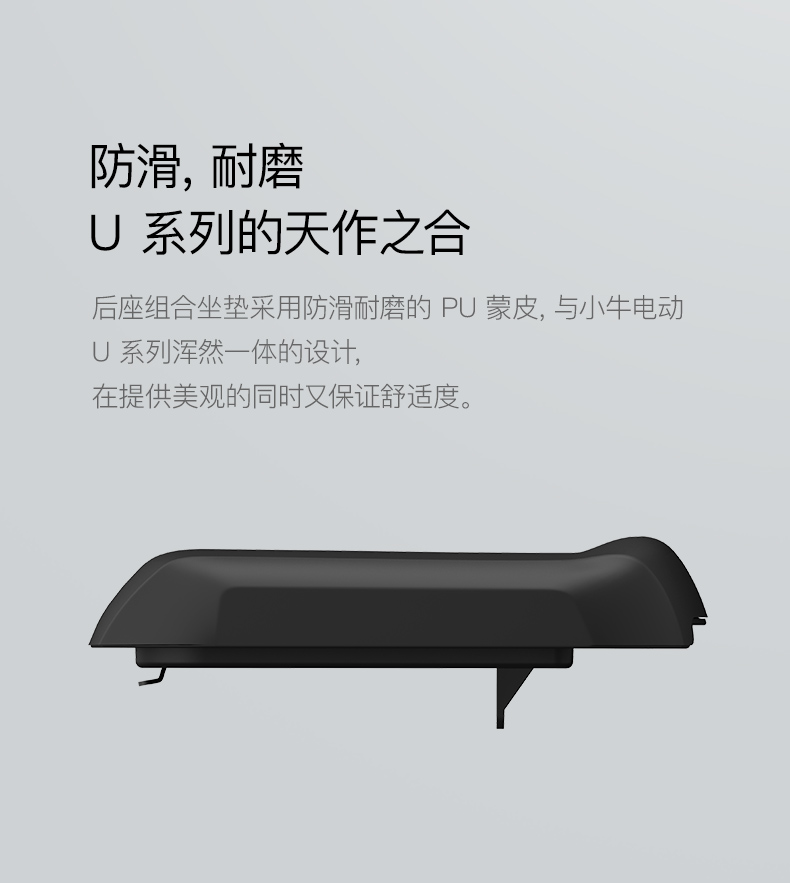 防滑, 耐磨
U 系列的天作之合
后座组合坐垫采用防滑耐磨的 PU 蒙皮, 与小牛电动
U 系列浑然一体的设计,
在提供美观的同时又保证舒适度。